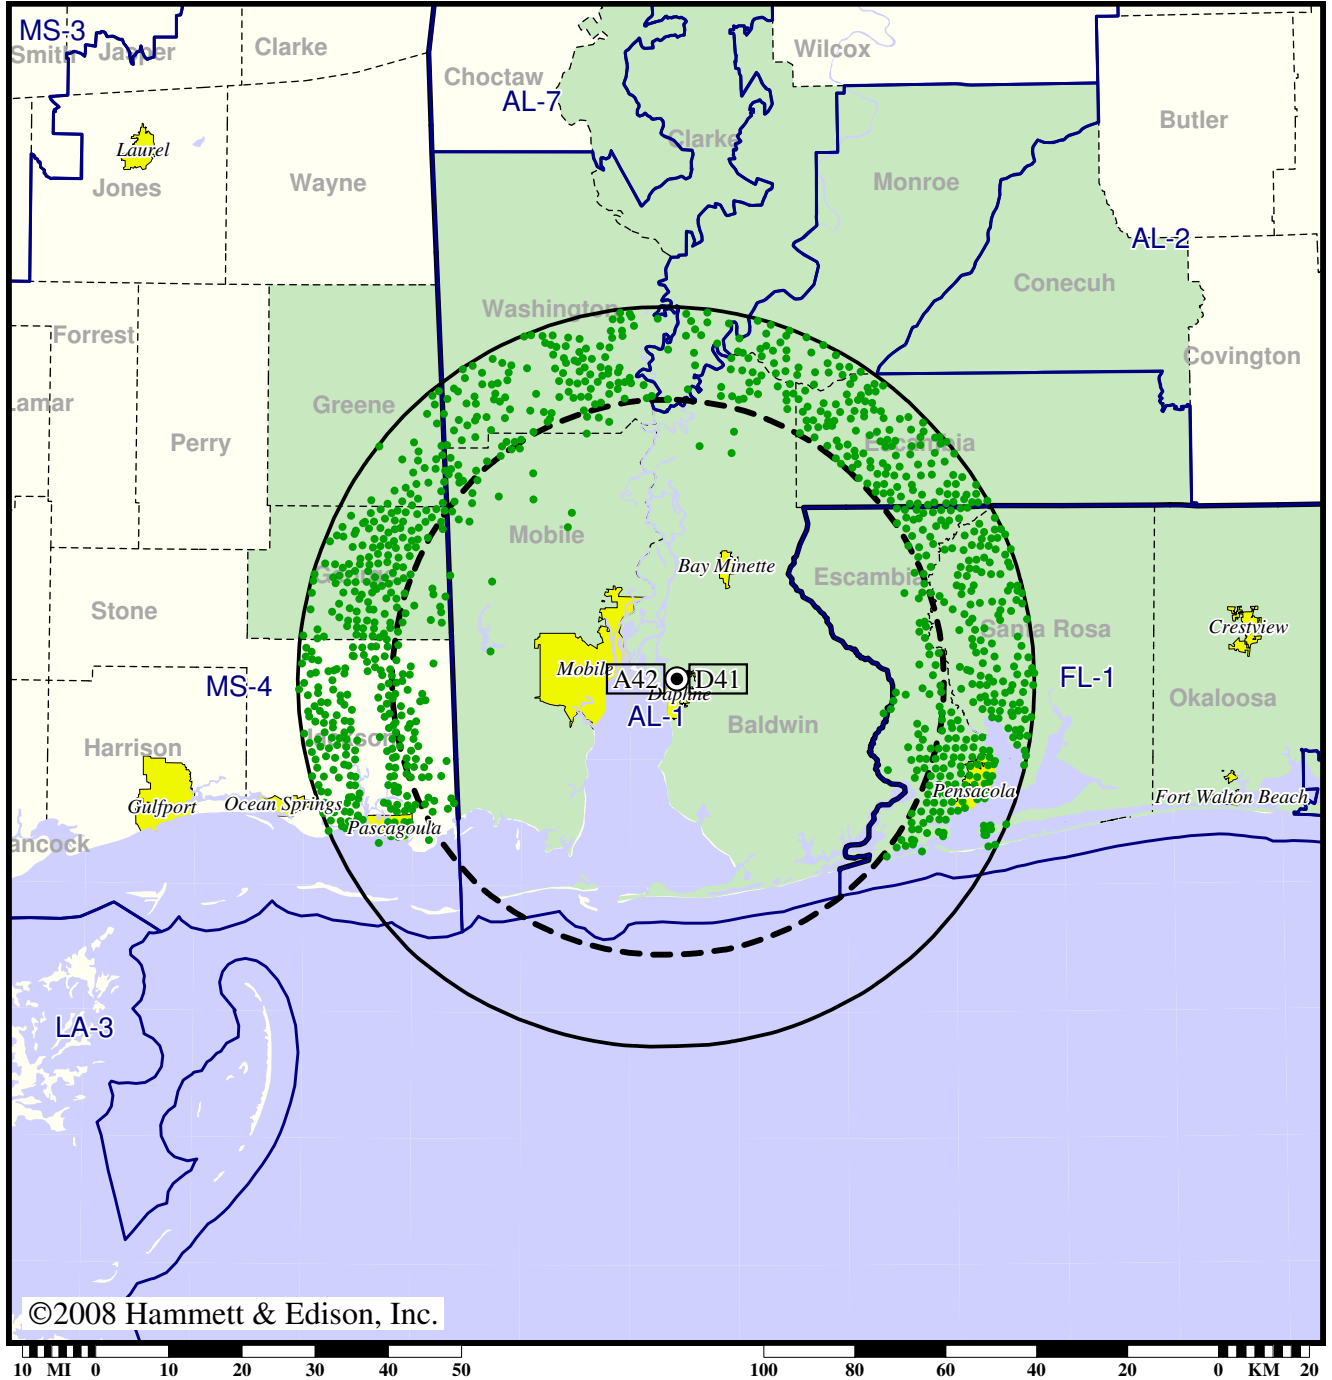 MS-3
Smith
Jasper
Clarke
Choctaw
Wilcox
AL-7
Butler
Clarke
Laurel
Jones
Wayne
Monroe
AL-2
Conecuh
Washington
Forrest
Covington
Lamar
Greene
Perry
Escambia
Mobile
Bay Minette
Escambia
George
Stone
Santa Rosa
Crestview
Mobile
A42
D41
MS-4
FL-1
Daphne
Okaloosa
AL-1
Baldwin
Jackson
Harrison
Pensacola
Fort Walton Beach
Gulfport
Ocean Springs
Pascagoula
ancock
LA-3
©2008 Hammett & Edison, Inc.
10 MI 0 10 20 30 40 50 100 80 60 40 20 0 KM 20